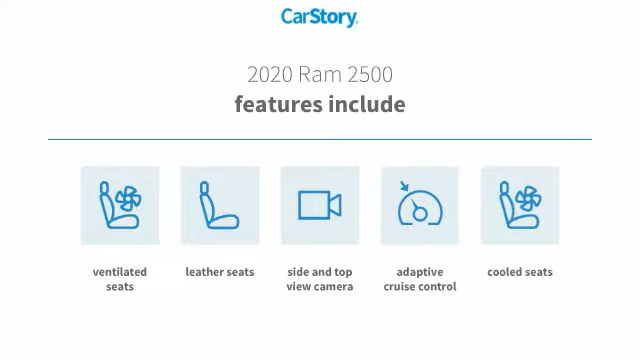 CarStory
2020 Ram 2500
features include
ventilated
seats
leather seats
side and top
view camera
adaptive
cruise control
cooled seats